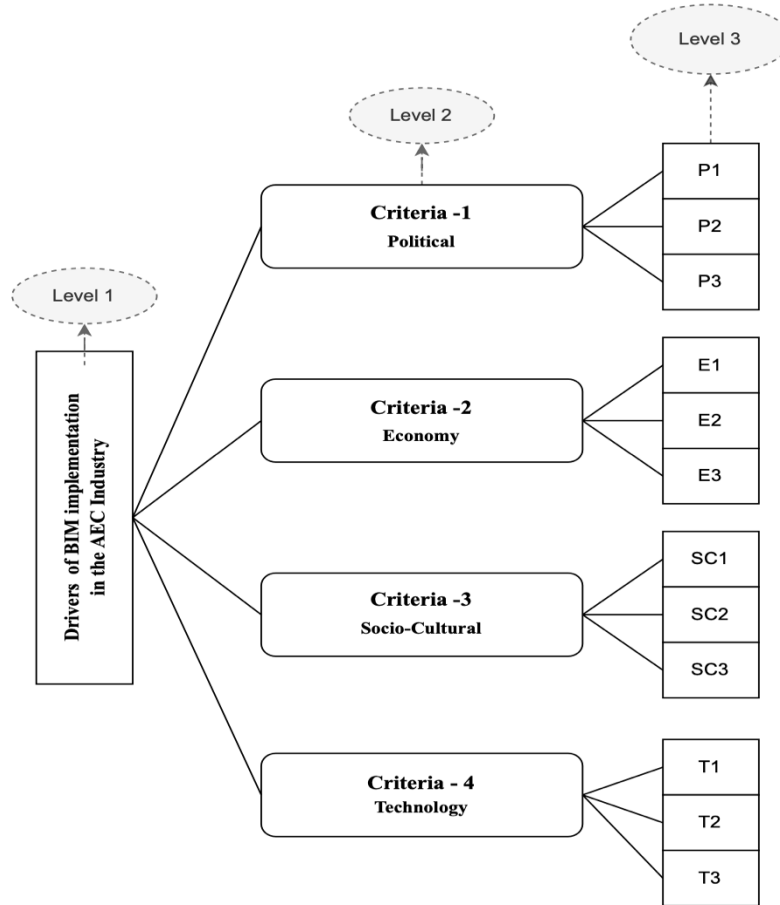 Level 3
Level 2
P1
Criteria -1
Political
P2
P3
Level 1
E1
Criteria -2
Economy
E2
E3
Drivers of BIM implementation
in the AEC Industry
SC1
Criteria -3
Socio-Cultural
SC2
SC3
T1
Criteria - 4
Technology
T2
T3